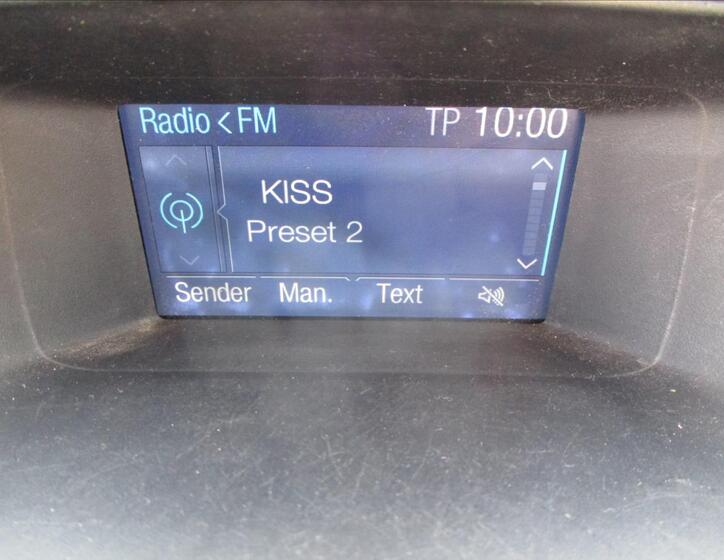 Radio < FM TP 10:00
KISS
Preset 2
Sender Man. Text